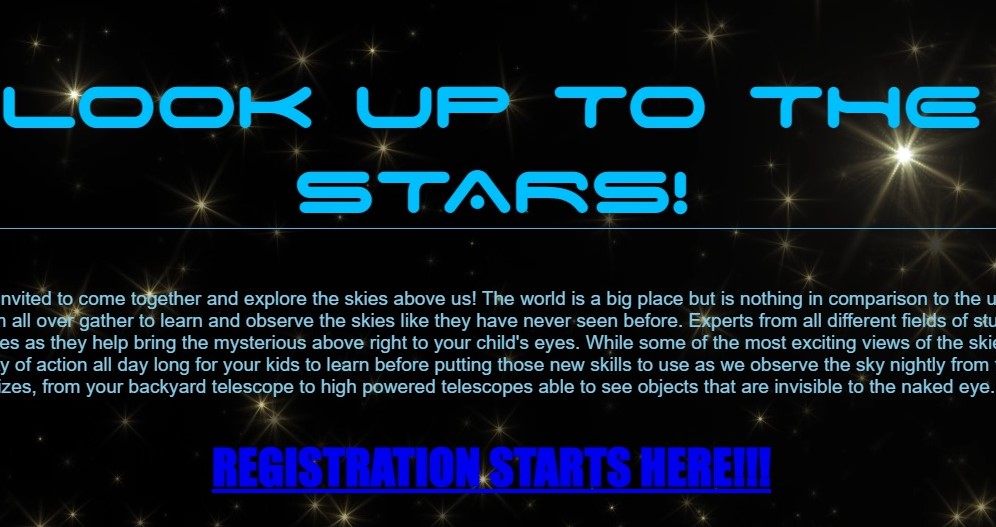 LOOK UP TO THE
STARS!
nvited to come together and explore the skies above us! The world is a big place but is nothing in comparison to the u
all over gather to learn and observe the skies like they have never seen before. Experts from all different fields of stu
es as they help bring the mysterious above right to your child's eyes. While some of the most exciting views of the skie
y of action all day long for your kids to learn before putting those new skills to use as we observe the sky nightly from
izes, from your backyard telescope to high powered telescopes able to see objects that are invisible to the naked eye.
REGISTRATION STARTS HERE!!!